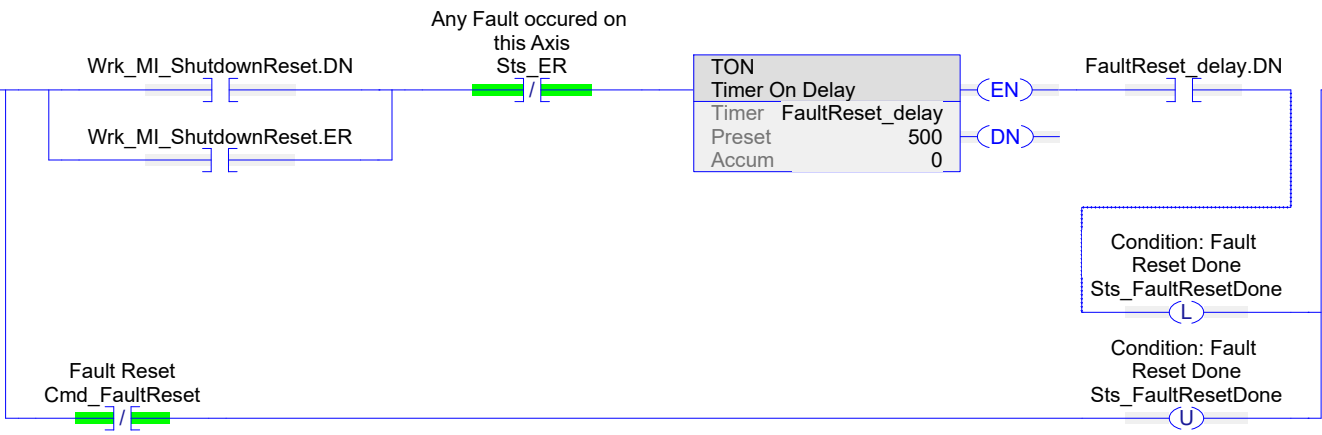 Any Fault occured on
this Axis
Wrk_MI_ShutdownReset.DN
Sts_ER
TON
Timer On Delay
EN
FaultReset_delay.DN
/
Wrk_MI_ShutdownReset.ER
Timer FaultReset_delay
Preset 500
DN
Accum 0
Condition: Fault
Reset Done
Sts_FaultResetDone
L
Fault Reset
Cmd_FaultReset
/
Condition: Fault
Reset Done
Sts_FaultResetDone
U